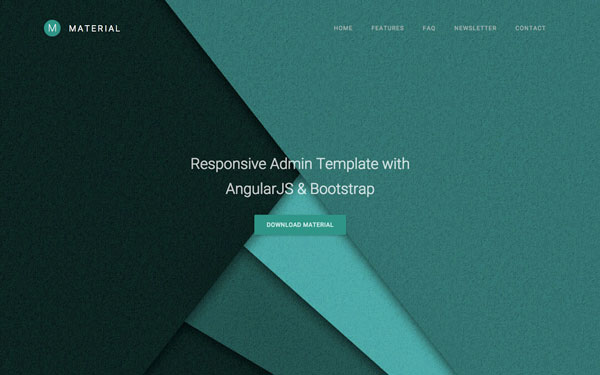 M MATERIAL
HOME FEATURES FAQ NEWSLETTER CONTACT
Responsive Admin Template with
AngularJS & Bootstrap
DOWNLOAD MATERIAL